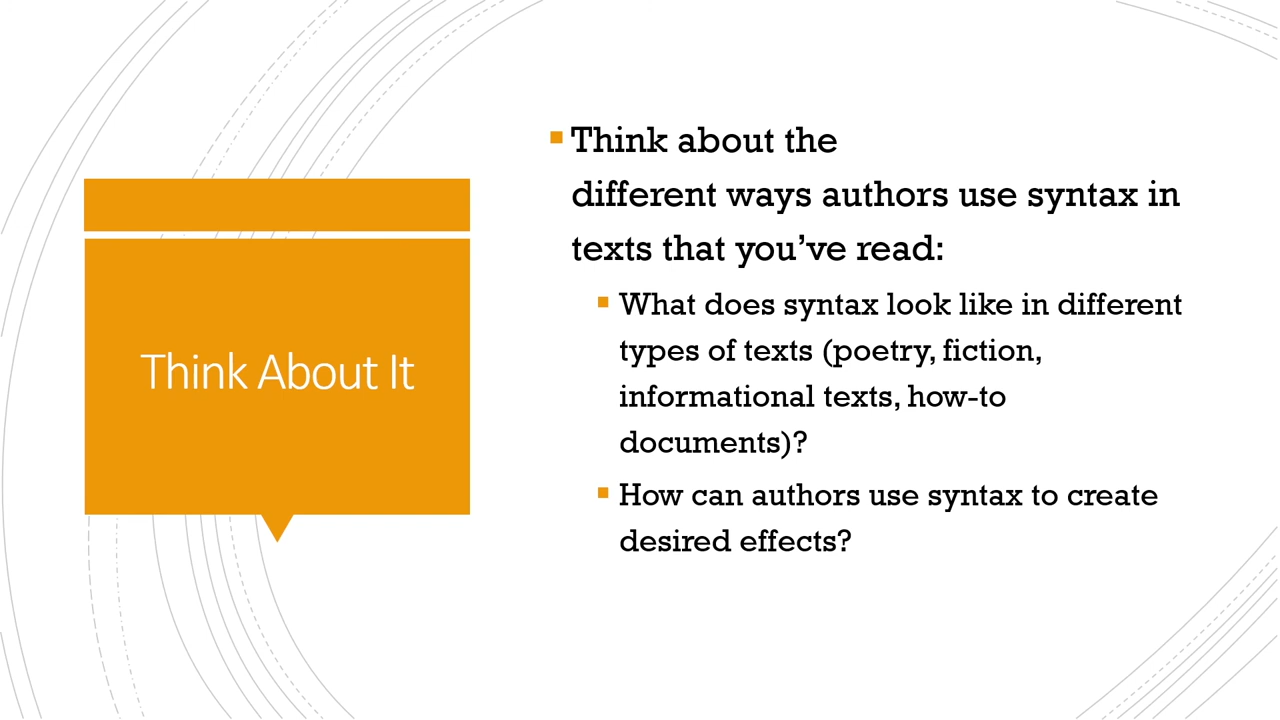 Think About It
Think about the
different ways authors use syntax in
texts that you’ve read:
What does syntax look like in different
types of texts (poetry, fiction,
informational texts, how-to
documents)?
How can authors use syntax to create
desired effects?